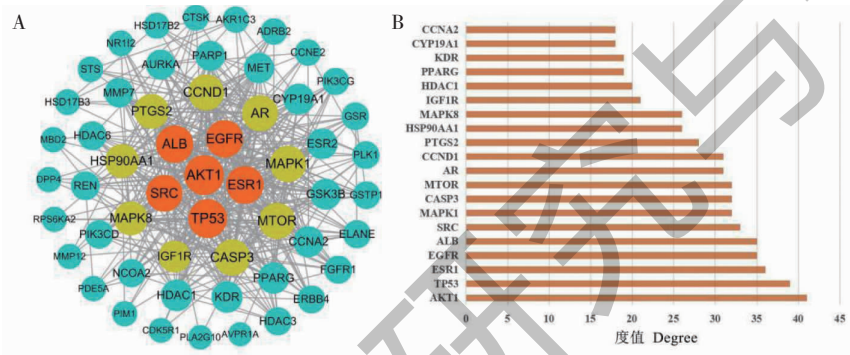 A
CTSK
HSD17B2
AKR1C3
NR1I2
PARP1
ADRB2
STS
AURKA
MET
CCNE2
MMP7
CCND1
CYP19A1
PIK3CG
HSD17B3
PTGS2
AR
GSR
MBD2
HDAC6
ALB
EGFR
ESR2
PLK1
HSP90AA1
AKT1
MAPK1
DPP4
REN
SRC
ESR1
GSK3B
GSTP1
RPS6KA2
MAPK8
TP53
MTOR
PIK3CD
CCNA2
ELANE
MMP12
NCOA2
IGF1R
CASP3
PPARG
FGFR1
PDE5A
HDAC1
KDR
ERBB4
PIM1
HDAC3
CDK5R1
PLA2G10
AVPR1A
B
CCNA2
CYP19A1
KDR
PPARG
HDAC1
IGF1R
MAPK8
HSP90AA1
PTGS2
CCND1
AR
MTOR
CASP3
MAPK1
SRC
ALB
EGFR
ESR1
TP53
AKT1
0 5 10 15 20 25 30 35 40 45
度值 Degree
研究与